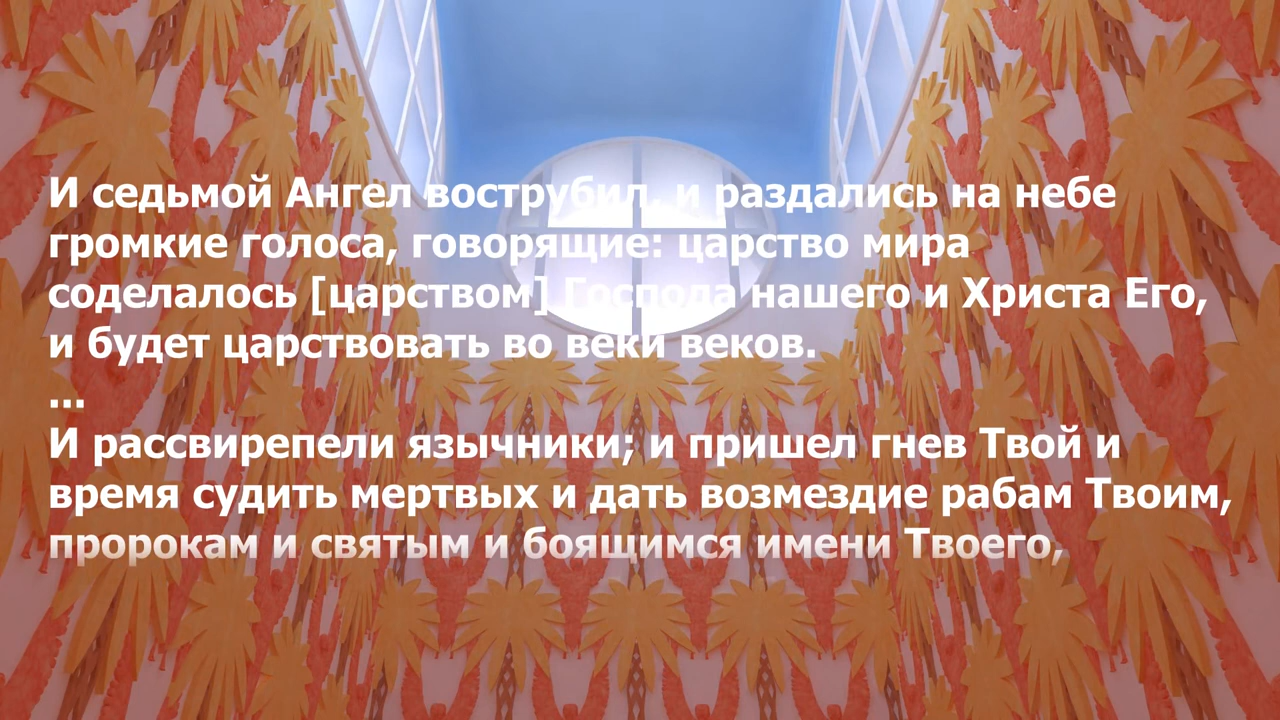 И седьмой Ангел вострубил, и раздались на небе
громкие голоса, говорящие: царство мира
соделалось [царством] Господа нашего и Христа Его,
и будет царствовать во веки веков.
...
И рассвирепели язычники; и пришел гнев Твой и
время судить мертвых и дать возмездие рабам Твоим,
пророкам и святым и боящимся имени Твоего,